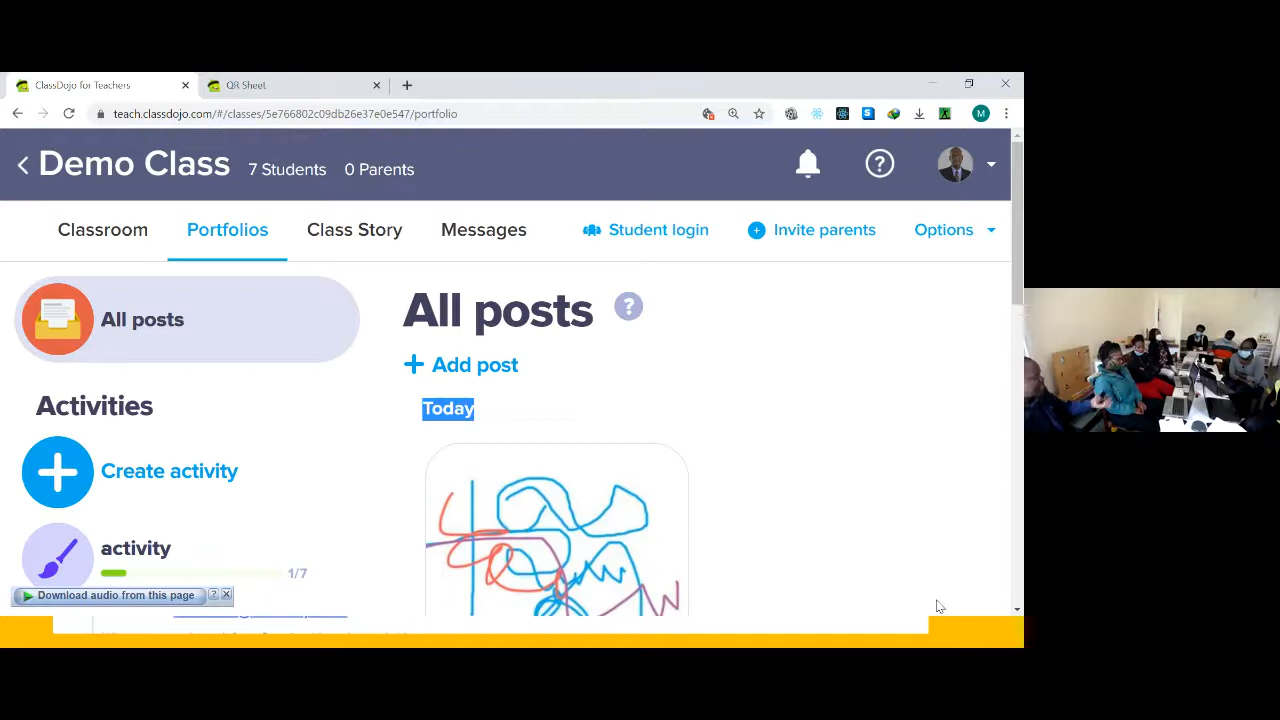 ClassDojo for Teachers
QR Sheet
teach.classdojo.com/#/classes/5e766802c09db26e37e0e547/portfolio
M
Demo Class 7 Students 0 Parents
Classroom Portfolios Class Story Messages Student login Invite parents Options
All posts
All posts
Add post
Activities
Today
Create activity
activity
1/7
Download audio from this page